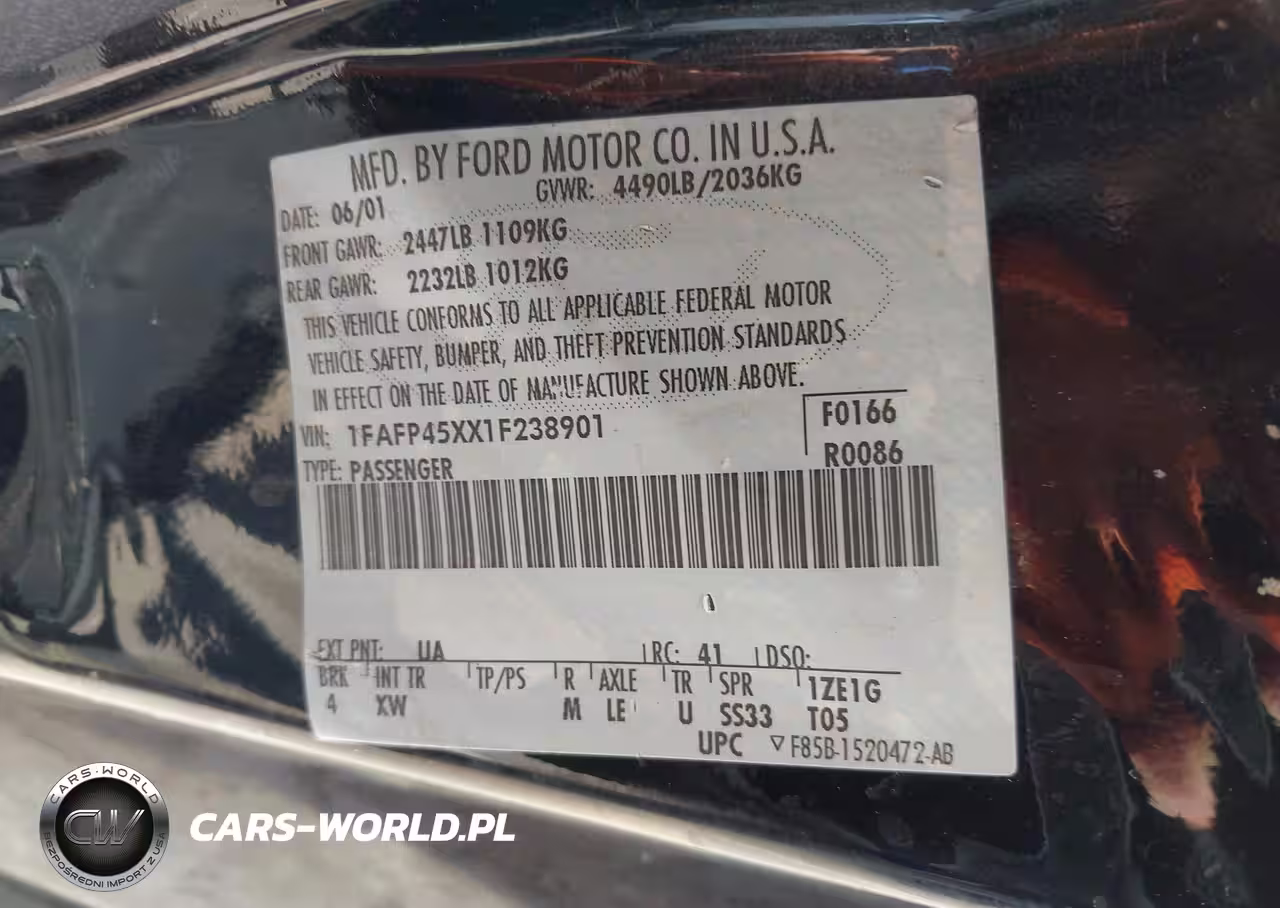 MFD. BY FORD MOTOR CO. IN U.S.A.
DATE: 06/01 GVWR: 4490LB/2036KG
FRONT GAWR: 2447LB 1109KG
REAR GAWR: 2232LB 1012KG
THIS VEHICLE CONFORMS TO ALL APPLICABLE FEDERAL MOTOR
VEHICLE SAFETY, BUMPER, AND THEFT PREVENTION STANDARDS
IN EFFECT ON THE DATE OF MANUFACTURE SHOWN ABOVE.
VIN: 1FAFP45XX1F238901 F0166
TYPE: PASSENGER R0086
EXT PNT: UA RC: 41 DSO:
BRK INT TR TP/PS R AXLE TR SPR 1ZE1G
4 XW M LE U SS33 T05
UPC ▽ F85B-1520472-AB
CARS-WORLD
CW
BEZPOŚREDNI IMPORT Z USA
CARS-WORLD.PL